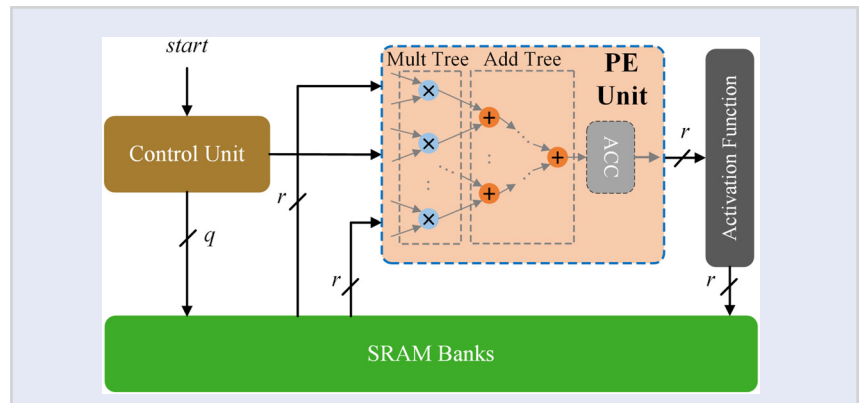 start
Control Unit
q
r
r
Mult Tree
Add Tree
PE
Unit
×
×
×
+
+
+
ACC
r
Activation Function
r
SRAM Banks